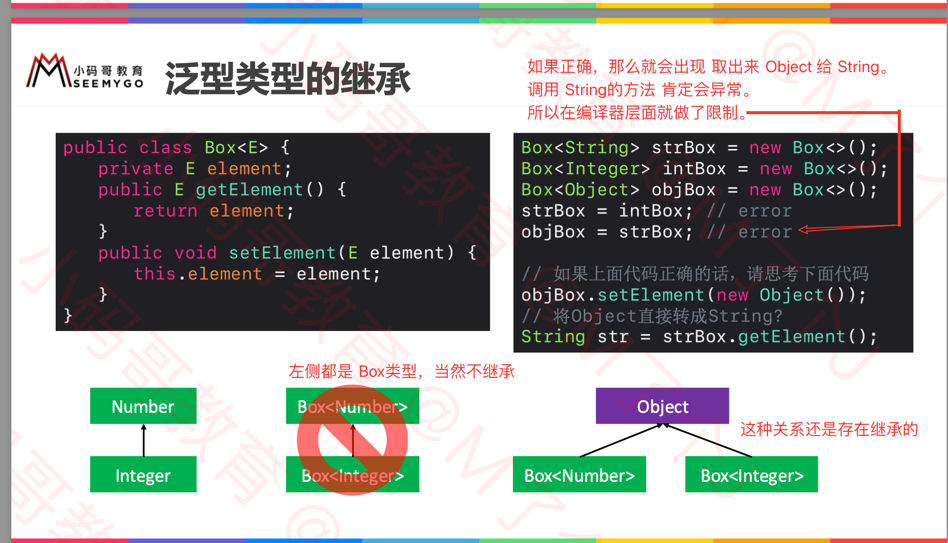 小码哥教育
SEEMYGO
泛型类型的继承
如果正确，那么就会出现 取出来 Object 给 String。
调用 String的方法 肯定会异常。
所以在编译器层面就做了限制。
public class Box<E> {
    private E element;
    public E getElement() {
        return element;
    }
    public void setElement(E element) {
        this.element = element;
    }
}
Box<String> strBox = new Box<>();
Box<Integer> intBox = new Box<>();
Box<Object> objBox = new Box<>();
strBox = intBox; // error
objBox = strBox; // error
// 如果上面代码正确的话，请思考下面代码
objBox.setElement(new Object());
// 将Object直接转成String?
String str = strBox.getElement();
左侧都是 Box类型，当然不继承
Number
Integer
Box<Number>
Box<Integer>
Object
这种关系还是存在继承的
Box<Number>
Box<Integer>